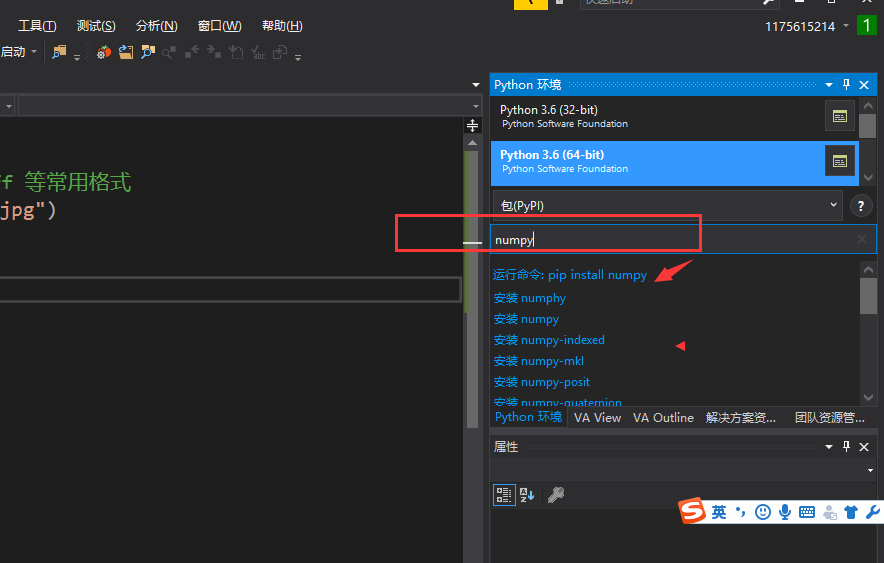 快速启动
工具(T) 测试(S) 分析(N) 窗口(W) 帮助(H)
1175615214
1
启动
Python 环境
Python 3.6 (32-bit)
Python Software Foundation
Python 3.6 (64-bit)
Python Software Foundation
f 等常用格式
jpg")
包(PyPI)
?
numpy
运行命令: pip install numpy
安装 numphy
安装 numpy
安装 numpy-indexed
安装 numpy-mkl
安装 numpy-posit
安装 numpy-quaternion
Python 环境 VA View VA Outline 解决方案资... 团队资源管...
属性
S 英